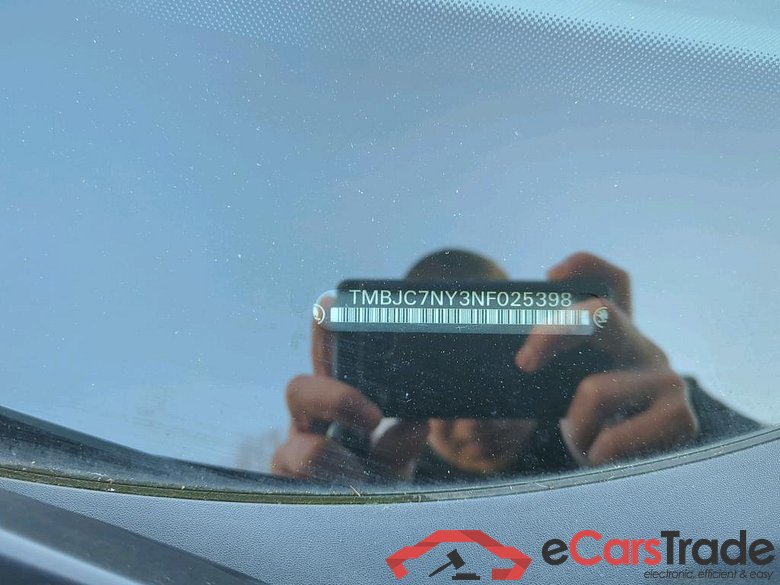 TMBJC7NY3NF025398
eCarsTrade
electronic, efficient & easy